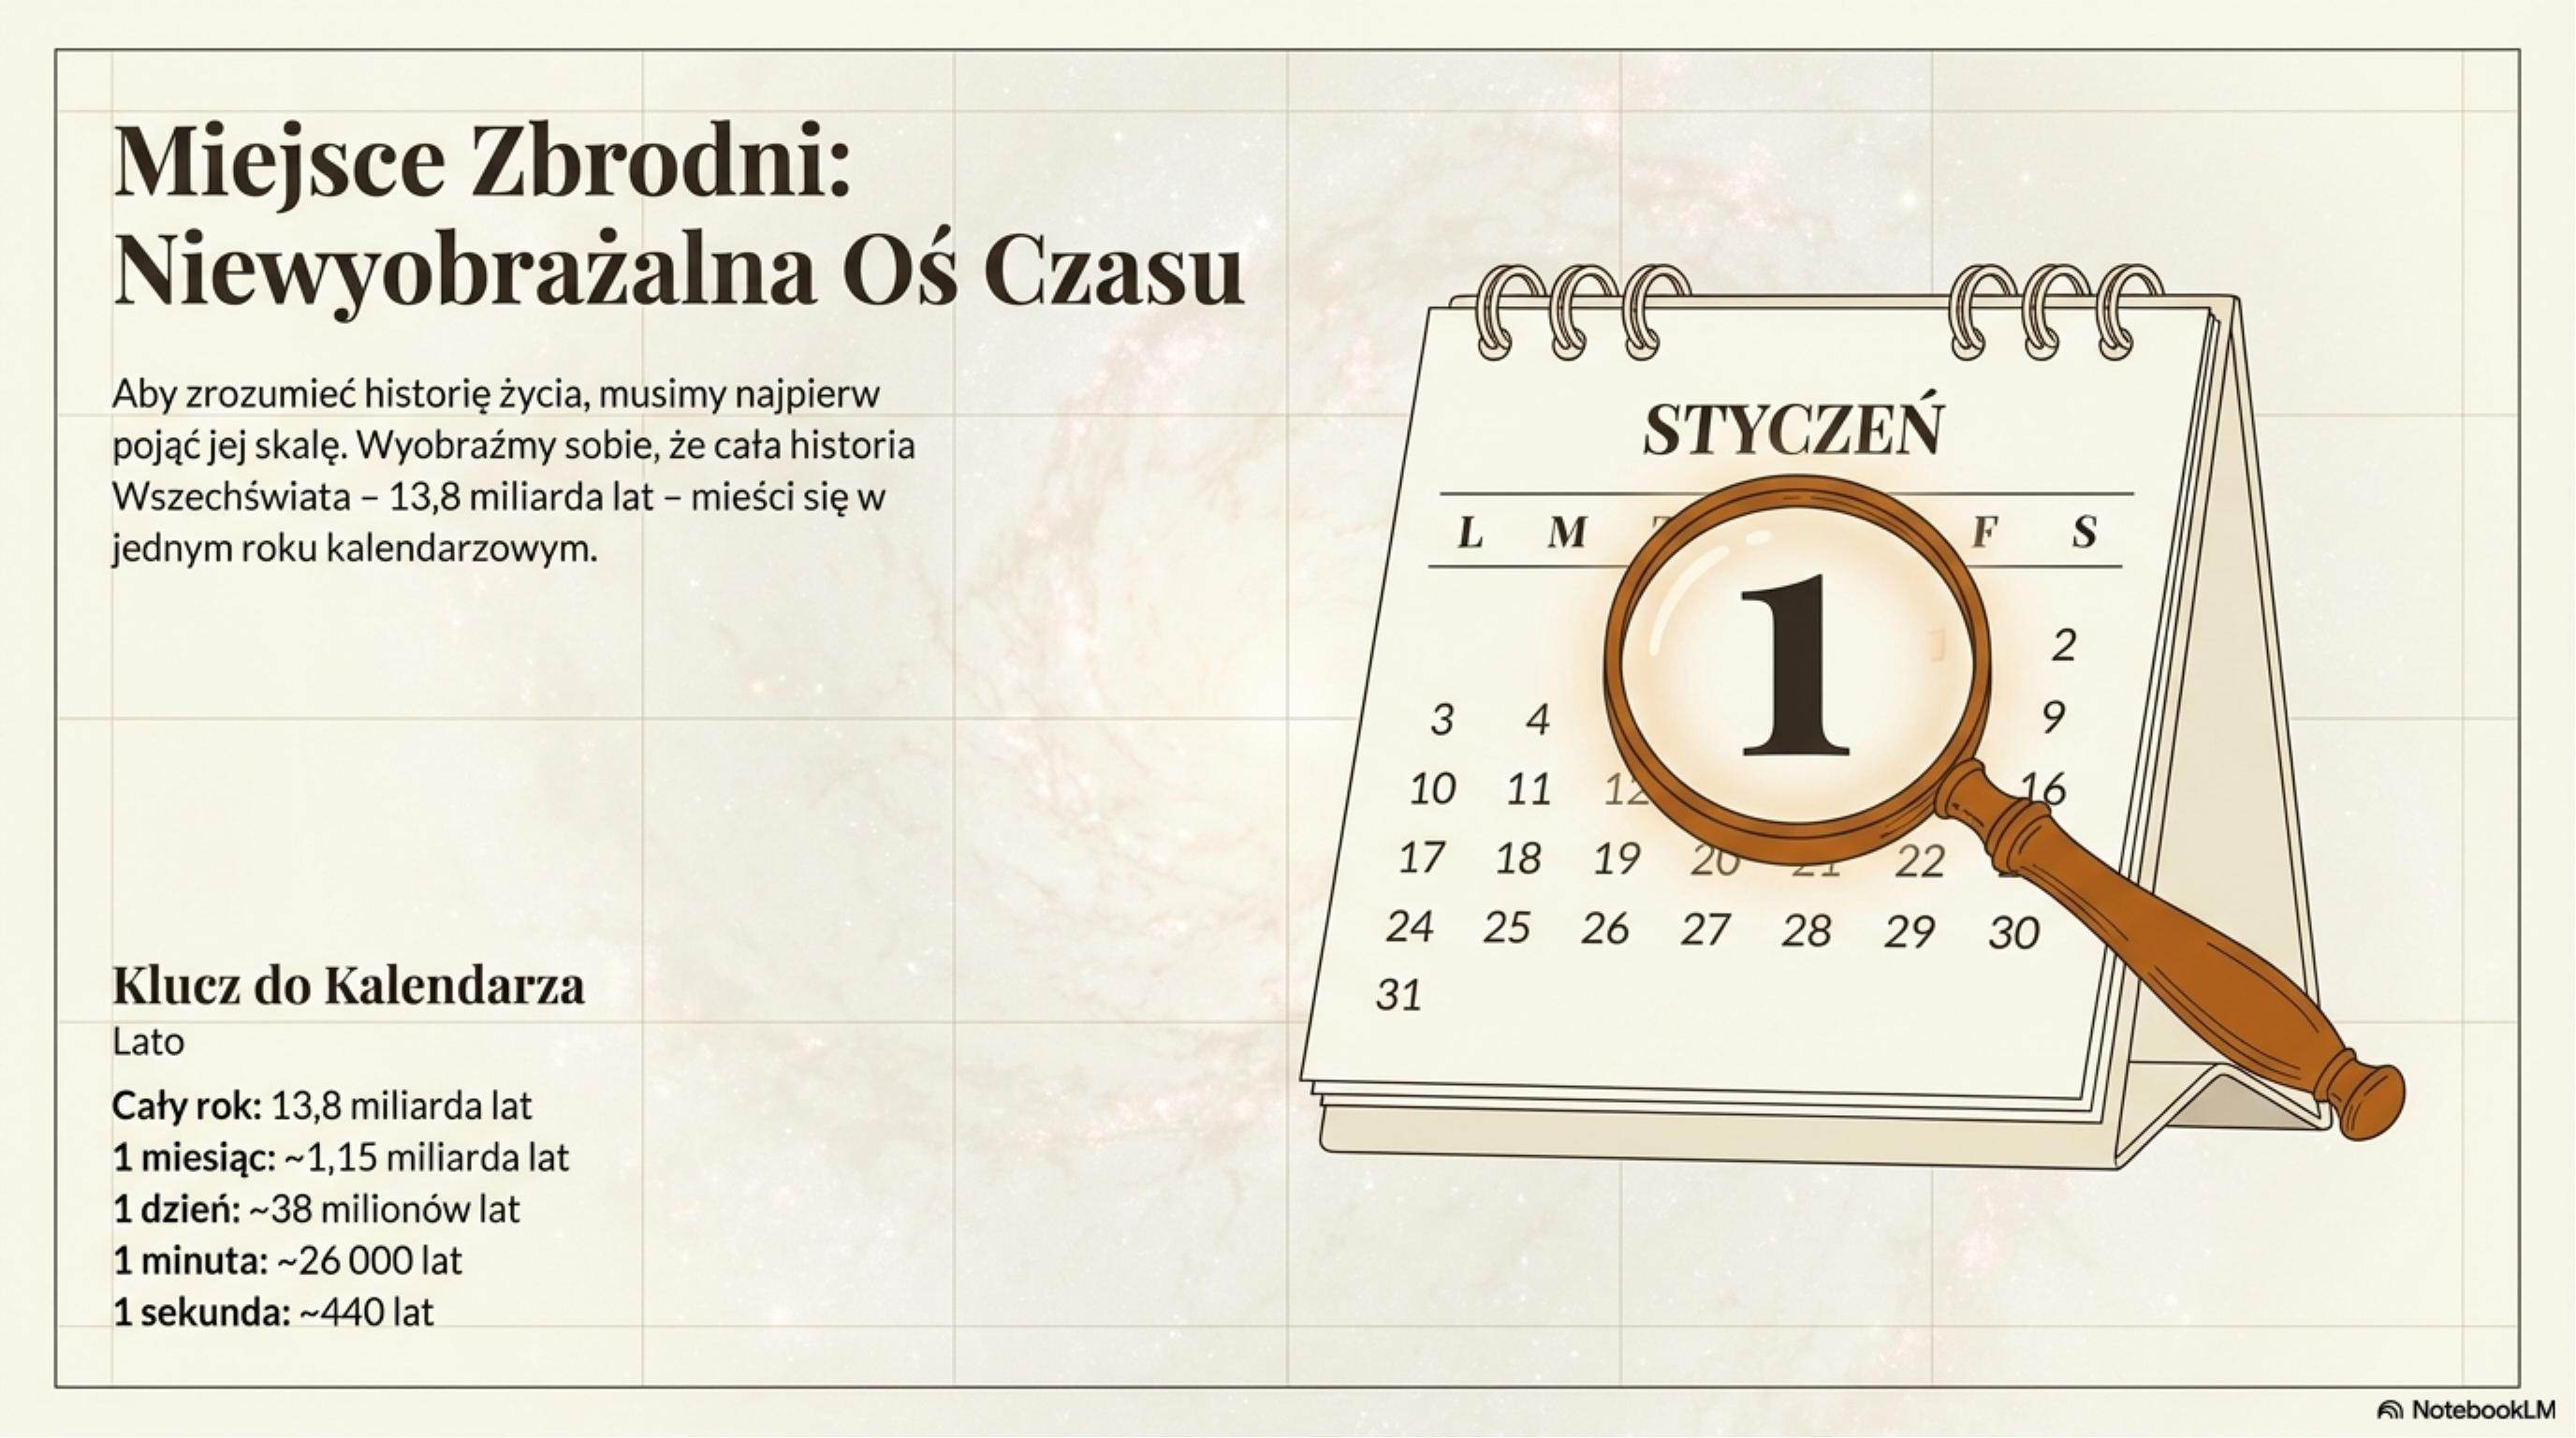 Miejsce Zbrodni:
Niewyobrażalna Oś Czasu
Aby zrozumieć historię życia, musimy najpierw
pojąć jej skalę. Wyobraźmy sobie, że cała historia
Wszechświata – 13,8 miliarda lat – mieści się w
jednym roku kalendarzowym.
Klucz do Kalendarza
Lato
Cały rok: 13,8 miliarda lat
1 miesiąc: ~1,15 miliarda lat
1 dzień: ~38 milionów lat
1 minuta: ~26 000 lat
1 sekunda: ~440 lat
STYCZEŃ
L M F S
1 2
3 4 9
10 11 12 16
17 18 19 20 21 22
24 25 26 27 28 29 30
31
NotebookLM